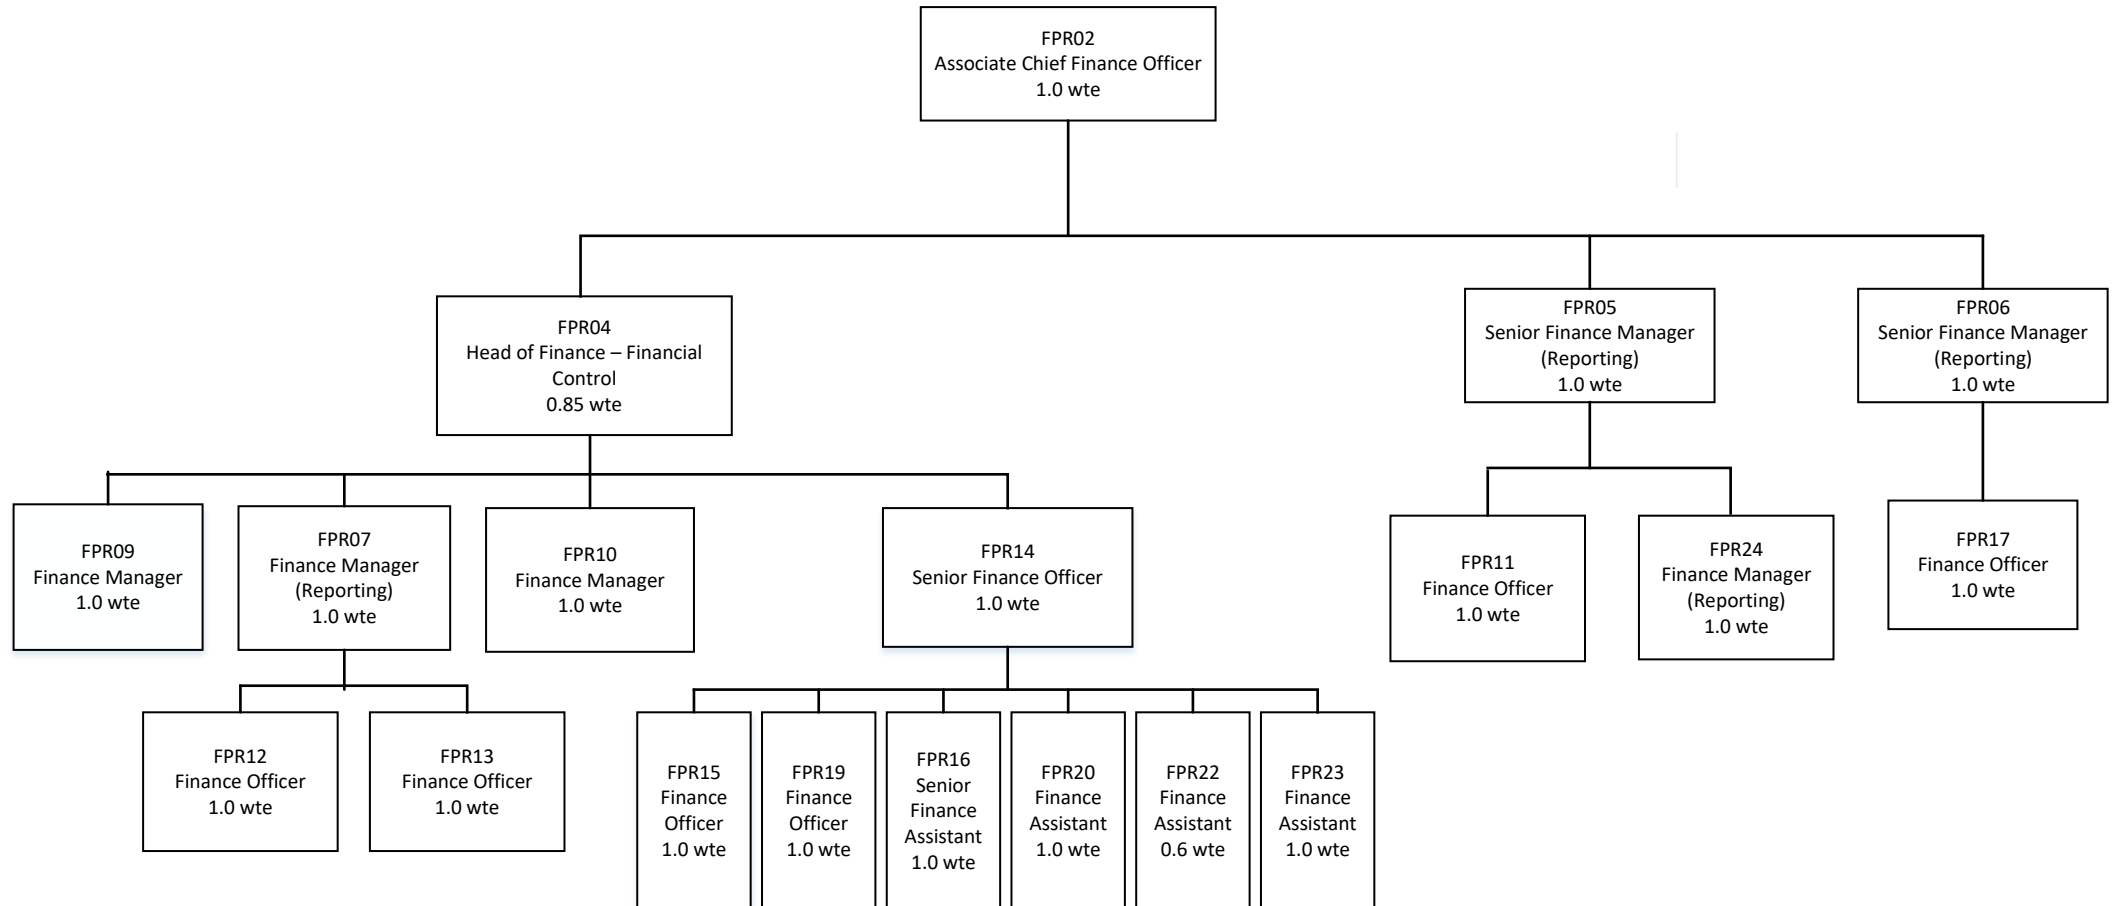 FPR02
Associate Chief Finance Officer
1.0 wte
FPR04
Head of Finance – Financial
Control
0.85 wte
FPR05
Senior Finance Manager
(Reporting)
1.0 wte
FPR06
Senior Finance Manager
(Reporting)
1.0 wte
FPR09
Finance Manager
1.0 wte
FPR07
Finance Manager
(Reporting)
1.0 wte
FPR10
Finance Manager
1.0 wte
FPR14
Senior Finance Officer
1.0 wte
FPR11
Finance Officer
1.0 wte
FPR24
Finance Manager
(Reporting)
1.0 wte
FPR17
Finance Officer
1.0 wte
FPR12
Finance Officer
1.0 wte
FPR13
Finance Officer
1.0 wte
FPR15
Finance
Officer
1.0 wte
FPR19
Finance
Officer
1.0 wte
FPR16
Senior
Finance
Assistant
1.0 wte
FPR20
Finance
Assistant
1.0 wte
FPR22
Finance
Assistant
0.6 wte
FPR23
Finance
Assistant
1.0 wte